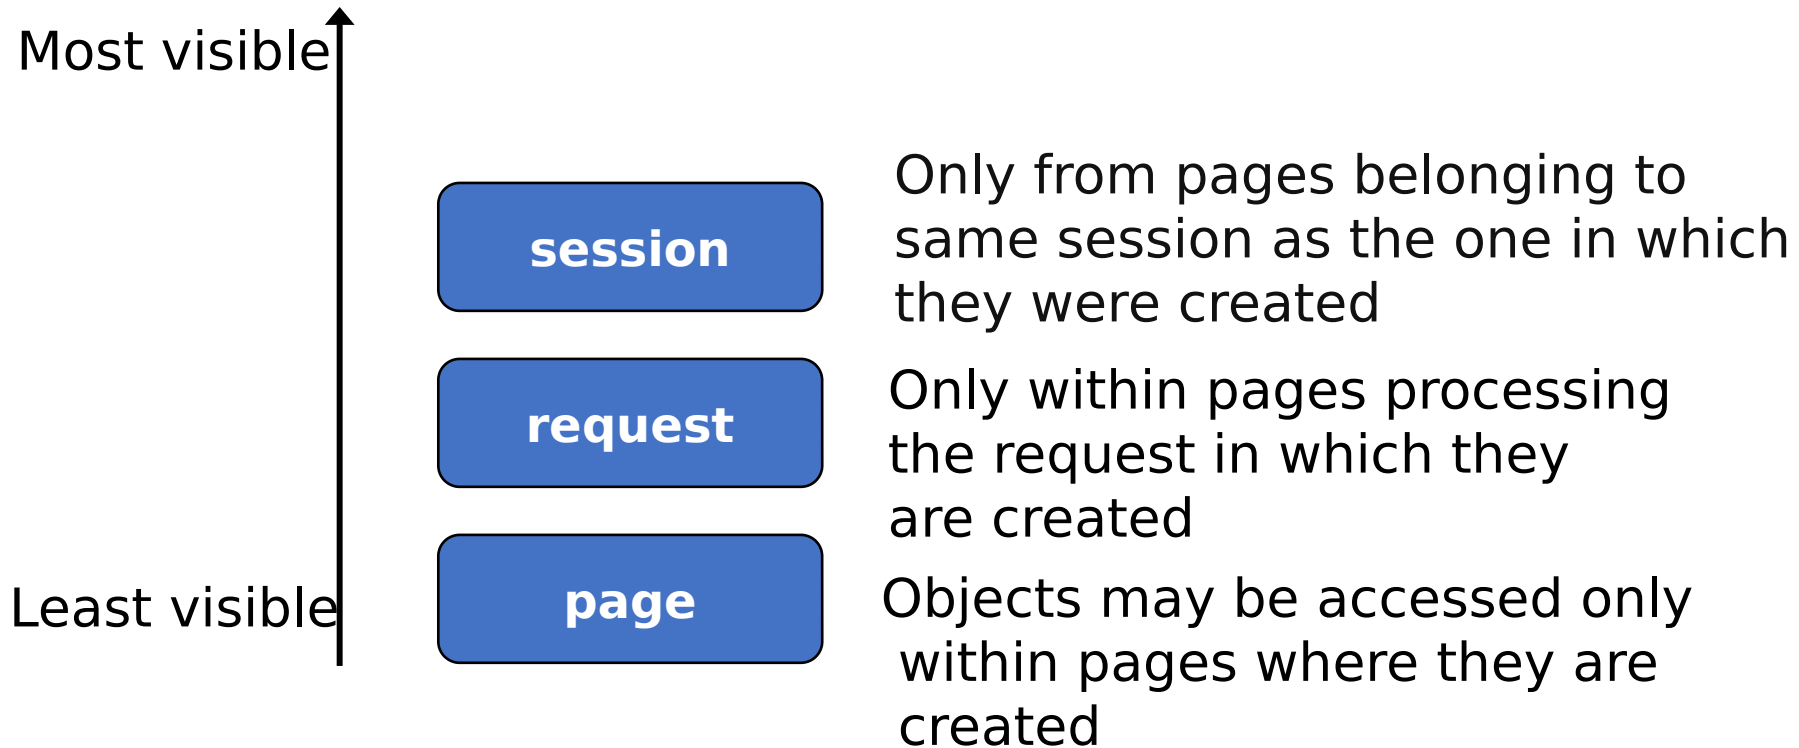 Most visible
session
Only from pages belonging to
same session as the one in which
they were created
request
Only within pages processing
the request in which they
are created
Least visible
page
Objects may be accessed only
within pages where they are
created